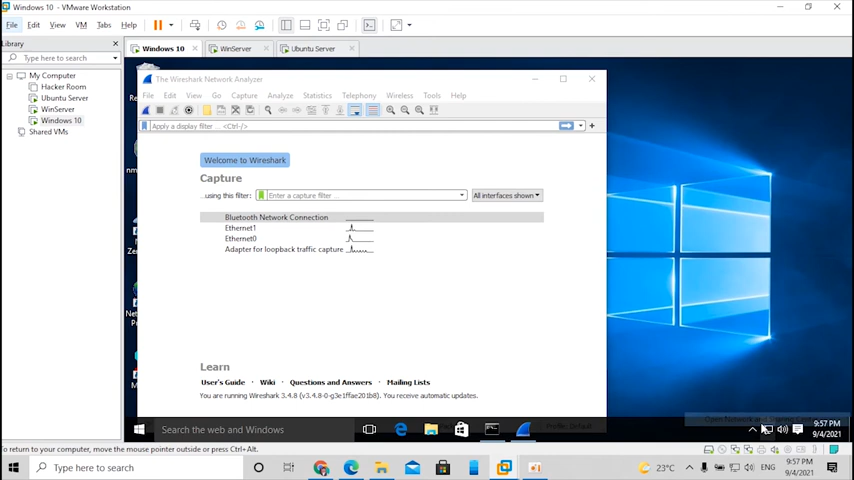 Windows 10 - VMware Workstation
File Edit View VM Tabs Help
Library
Type here to search
My Computer
Hacker Room
Ubuntu Server
WinServer
Windows 10
Shared VMs
Windows 10 WinServer Ubuntu Server
The Wireshark Network Analyzer
File Edit View Go Capture Analyze Statistics Telephony Wireless Tools Help
Apply a display filter ... <Ctrl-/>
Welcome to Wireshark
Capture
...using this filter: Enter a capture filter ... All interfaces shown
Bluetooth Network Connection
Ethernet1
Ethernet0
Adapter for loopback traffic capture
Learn
User's Guide · Wiki · Questions and Answers · Mailing Lists
You are running Wireshark 3.4.8 (v3.4.8-0-g3e1ffae201b8). You receive automatic updates.
Search the web and Windows
9:57 PM
9/4/2021
To return to your computer, move the mouse pointer outside or press Ctrl+Alt.
Type here to search
23°C
ENG
9:57 PM
9/4/2021